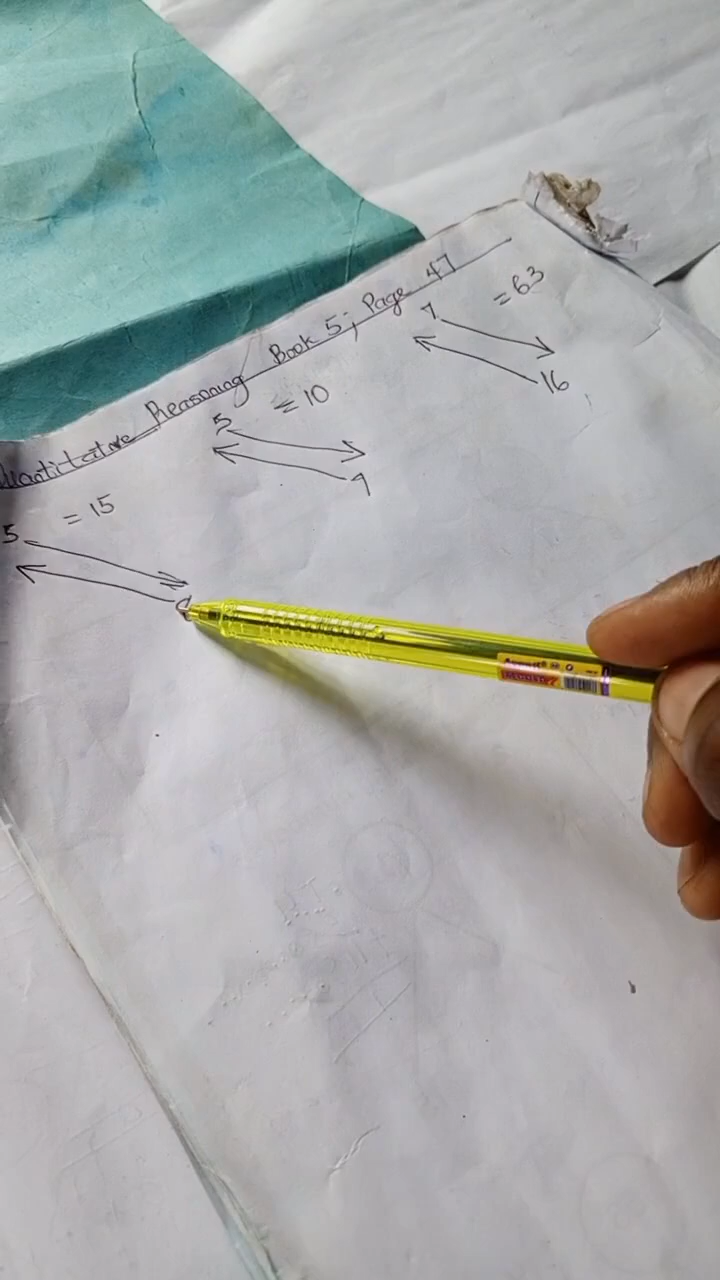 Quantitative Reasoning Book 5; Page 47
5 = 15
5 = 10
7
7 = 63
16